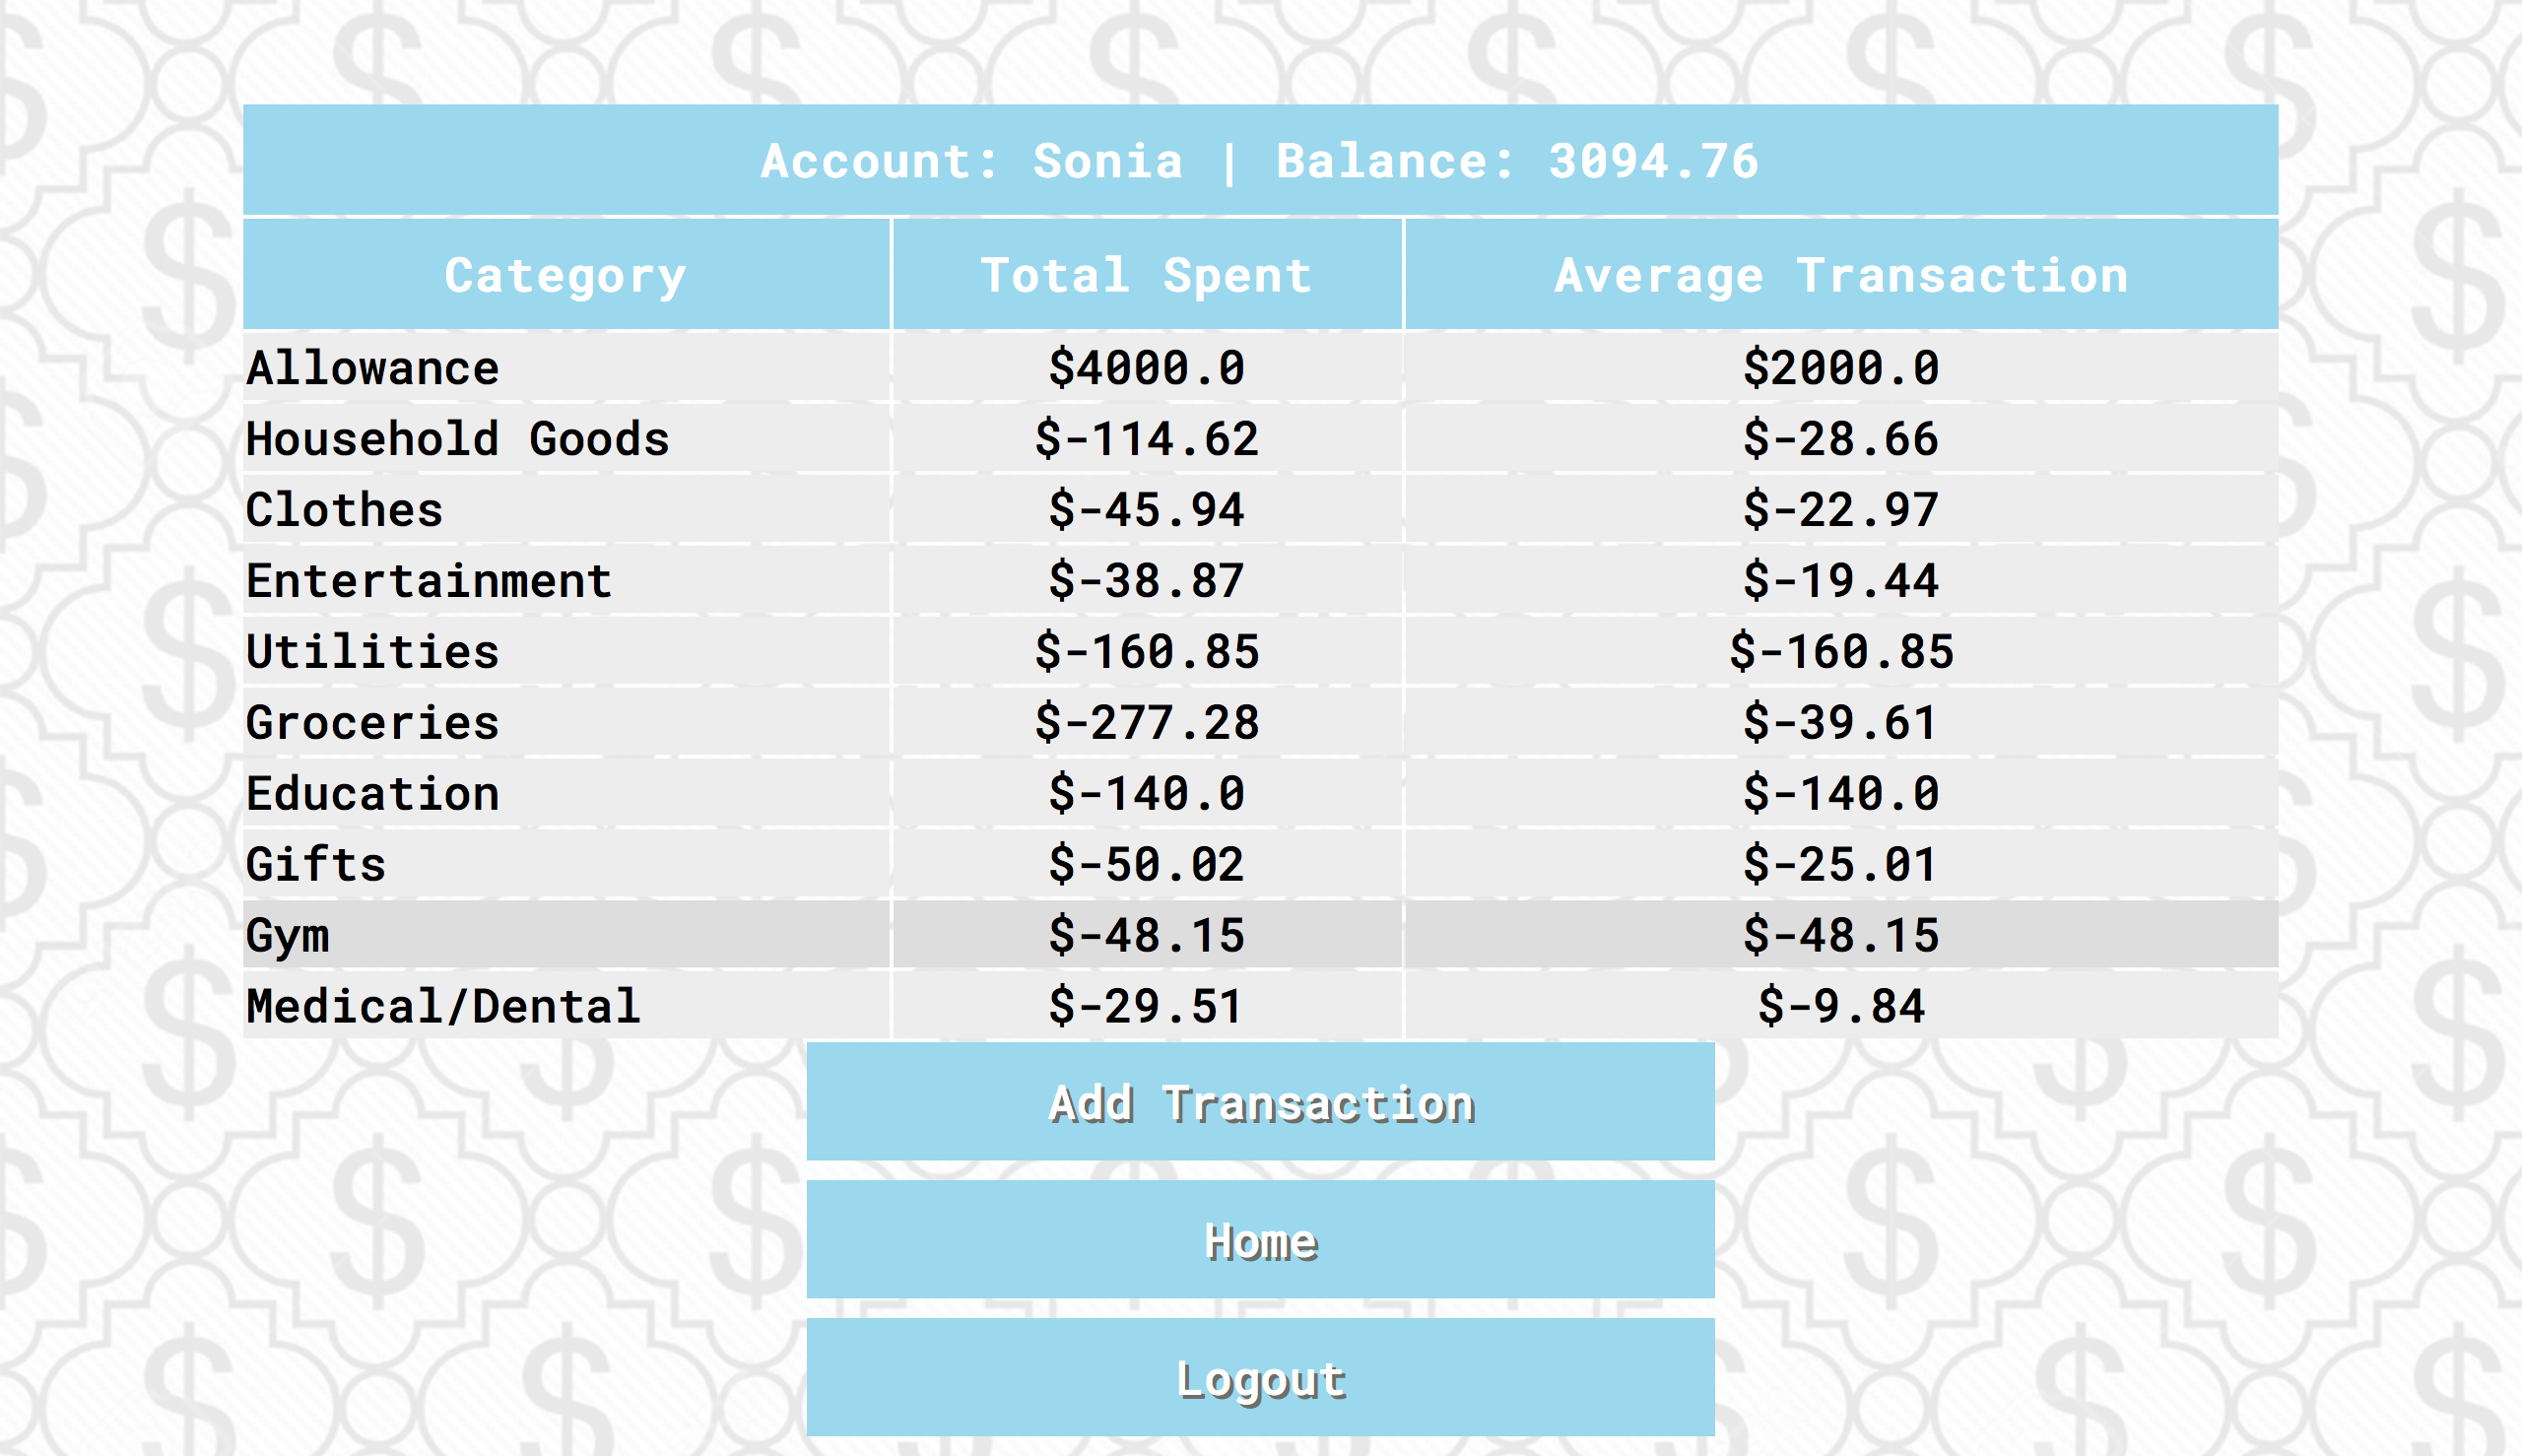 Account: Sonia | Balance: 3094.76
Category Total Spent Average Transaction
Allowance $4000.0 $2000.0
Household Goods $-114.62 $-28.66
Clothes $-45.94 $-22.97
Entertainment $-38.87 $-19.44
Utilities $-160.85 $-160.85
Groceries $-277.28 $-39.61
Education $-140.0 $-140.0
Gifts $-50.02 $-25.01
Gym $-48.15 $-48.15
Medical/Dental $-29.51 $-9.84
Add Transaction
Home
Logout